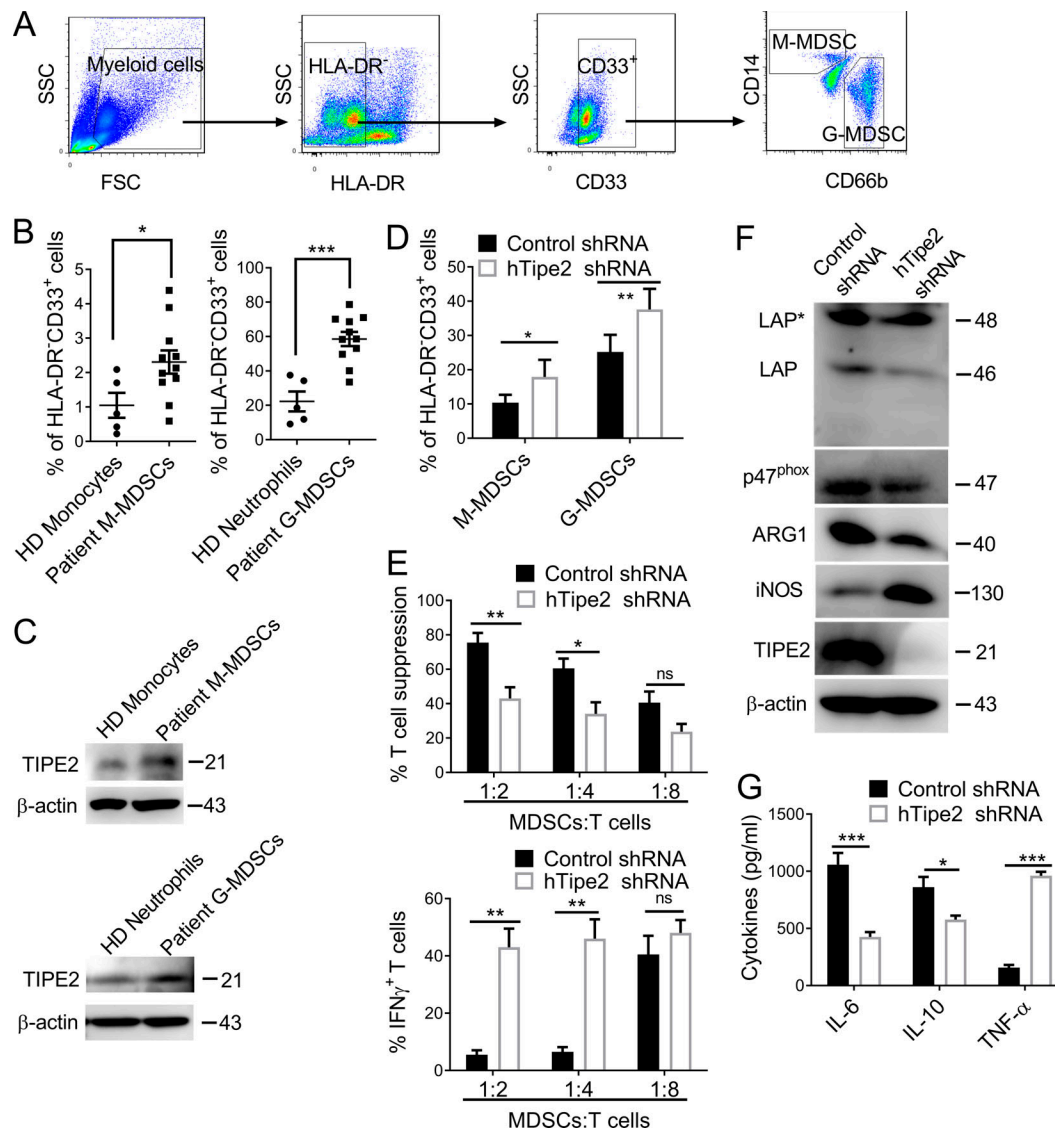 A
SSC
Myeloid cells
0
0
FSC
SSC
HLA-DR⁻
0
HLA-DR
SSC
CD33⁺
0
CD33
CD14
M-MDSC
G-MDSC
0
0
CD66b
B
% of HLA-DR⁻CD33⁺ cells
*
5
4
3
2
1
0
HD Monocytes
Patient M-MDSCs
% of HLA-DR⁻CD33⁺ cells
***
100
80
60
40
20
0
HD Neutrophils
Patient G-MDSCs
C
HD Monocytes
Patient M-MDSCs
TIPE2
21
β-actin
43
HD Neutrophils
Patient G-MDSCs
TIPE2
21
β-actin
43
D
Control shRNA
hTipe2 shRNA
% of HLA-DR⁻CD33⁺ cells
50
40
30
20
10
0
*
**
M-MDSCs
G-MDSCs
E
Control shRNA
hTipe2 shRNA
% T cell suppression
100
80
60
40
20
0
**
*
ns
1:2 1:4 1:8
MDSCs:T cells
Control shRNA
hTipe2 shRNA
% IFNγ⁺ T cells
60
40
20
0
**
**
ns
1:2 1:4 1:8
MDSCs:T cells
F
Control shRNA
hTipe2 shRNA
LAP*
48
LAP
46
p47ᵖʰᵒˣ
47
ARG1
40
iNOS
130
TIPE2
21
β-actin
43
G
Control shRNA
hTipe2 shRNA
Cytokines (pg/ml)
1500
1000
500
0
***
*
***
IL-6
IL-10
TNF-α